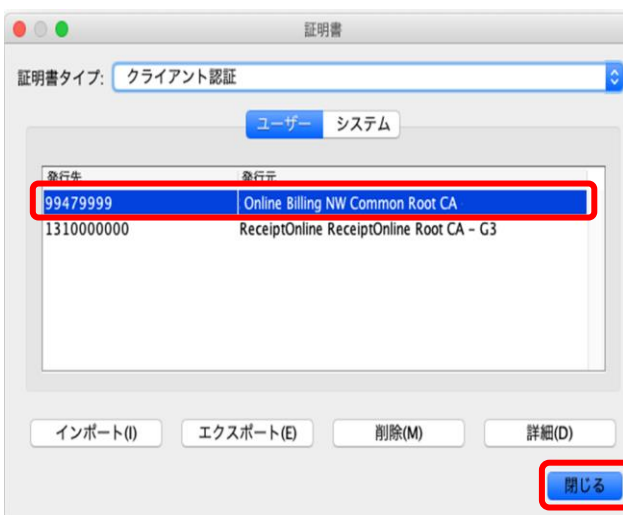 証明書
証明書タイプ: クライアント認証
ユーザー システム
発行先 発行元
99479999 Online Billing NW Common Root CA
1310000000 ReceiptOnline ReceiptOnline Root CA – G3
インポート(I) エクスポート(E) 削除(M) 詳細(D)
閉じる